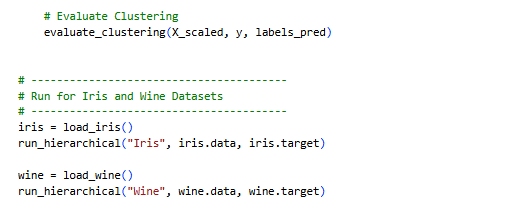 # Evaluate Clustering
evaluate_clustering(X_scaled, y, labels_pred)
# ---------------------------------------
# Run for Iris and Wine Datasets
# ---------------------------------------
iris = load_iris()
run_hierarchical("Iris", iris.data, iris.target)
wine = load_wine()
run_hierarchical("Wine", wine.data, wine.target)